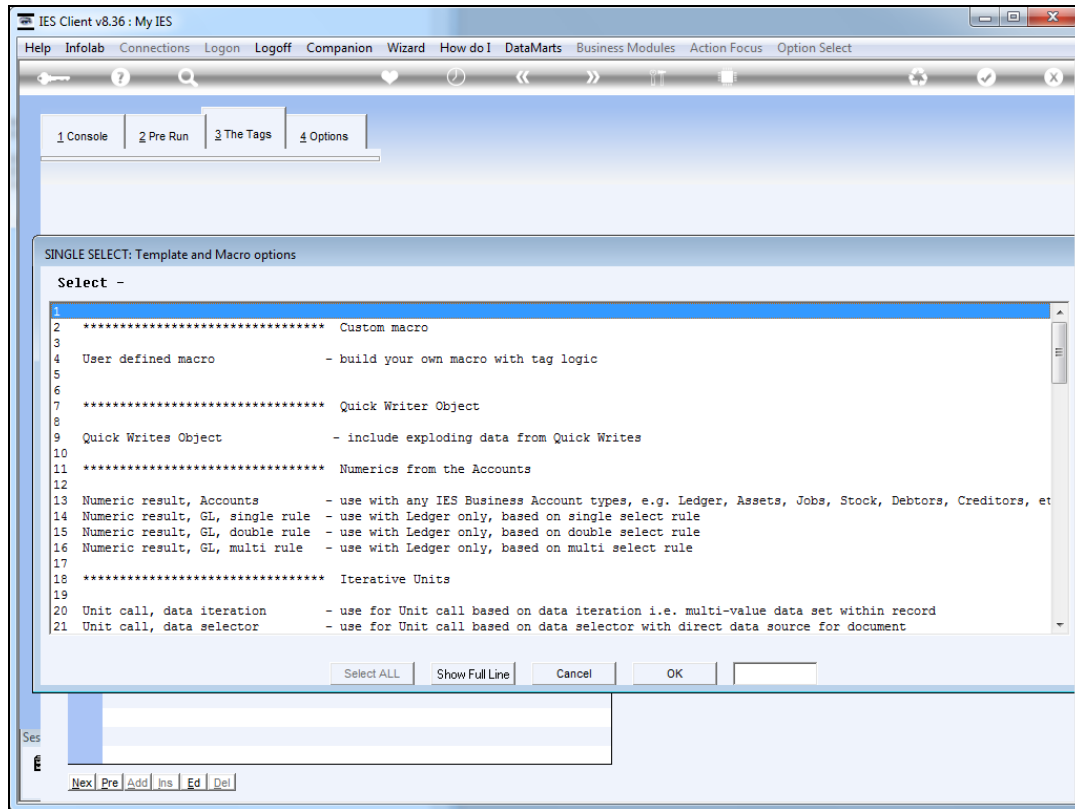 IES Client v8.36 : My IES
Help Infolab Connections Logon Logoff Companion Wizard How do I DataMarts Business Modules Action Focus Option Select
1 Console 2 Pre Run 3 The Tags 4 Options
SINGLE SELECT: Template and Macro options
Select -
1
2 ********************************* Custom macro
3
4 User defined macro - build your own macro with tag logic
5
6
7 ********************************* Quick Writer Object
8
9 Quick Writes Object - include exploding data from Quick Writes
10
11 ********************************* Numerics from the Accounts
12
13 Numeric result, Accounts - use with any IES Business Account types, e.g. Ledger, Assets, Jobs, Stock, Debtors, Creditors, et
14 Numeric result, GL, single rule - use with Ledger only, based on single select rule
15 Numeric result, GL, double rule - use with Ledger only, based on double select rule
16 Numeric result, GL, multi rule - use with Ledger only, based on multi select rule
17
18 ********************************* Iterative Units
19
20 Unit call, data iteration - use for Unit call based on data iteration i.e. multi-value data set within record
21 Unit call, data selector - use for Unit call based on data selector with direct data source for document
Select ALL Show Full Line Cancel OK
Ses
Nex Pre Add Ins Ed Del